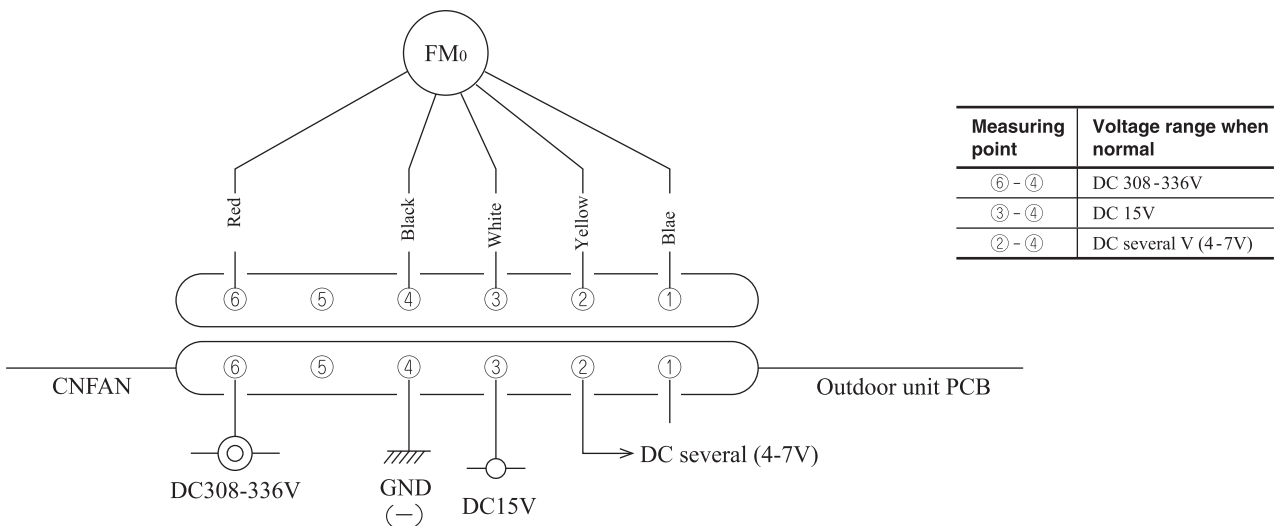 FM0
Red
Black
White
Yellow
Blae
⑥ ⑤ ④ ③ ② ①
⑥ ⑤ ④ ③ ② ①
CNFAN
Outdoor unit PCB
DC308-336V
GND
(−)
DC15V
DC several (4-7V)
Measuring point Voltage range when normal
⑥ - ④ DC 308-336V
③ - ④ DC 15V
② - ④ DC several V (4-7V)